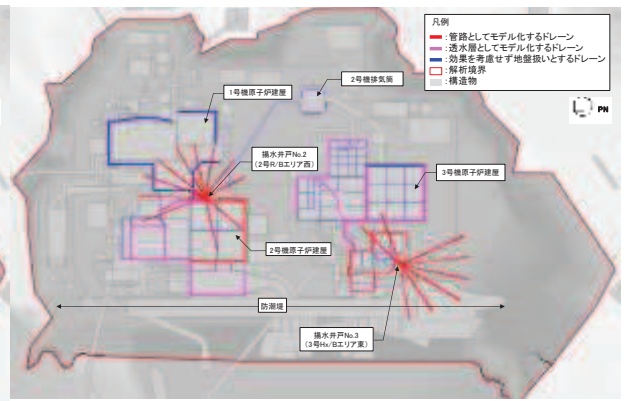 凡例
:管路としてモデル化するドレーン
:透水層としてモデル化するドレーン
:効果を考慮せず地盤扱いとするドレーン
:解析境界
:構造物
PN
2号機排気筒
1号機原子炉建屋
揚水井戸No.2
(2号R/Bエリア西)
3号機原子炉建屋
2号機原子炉建屋
防潮堤
揚水井戸No.3
(3号Hx/Bエリア東)